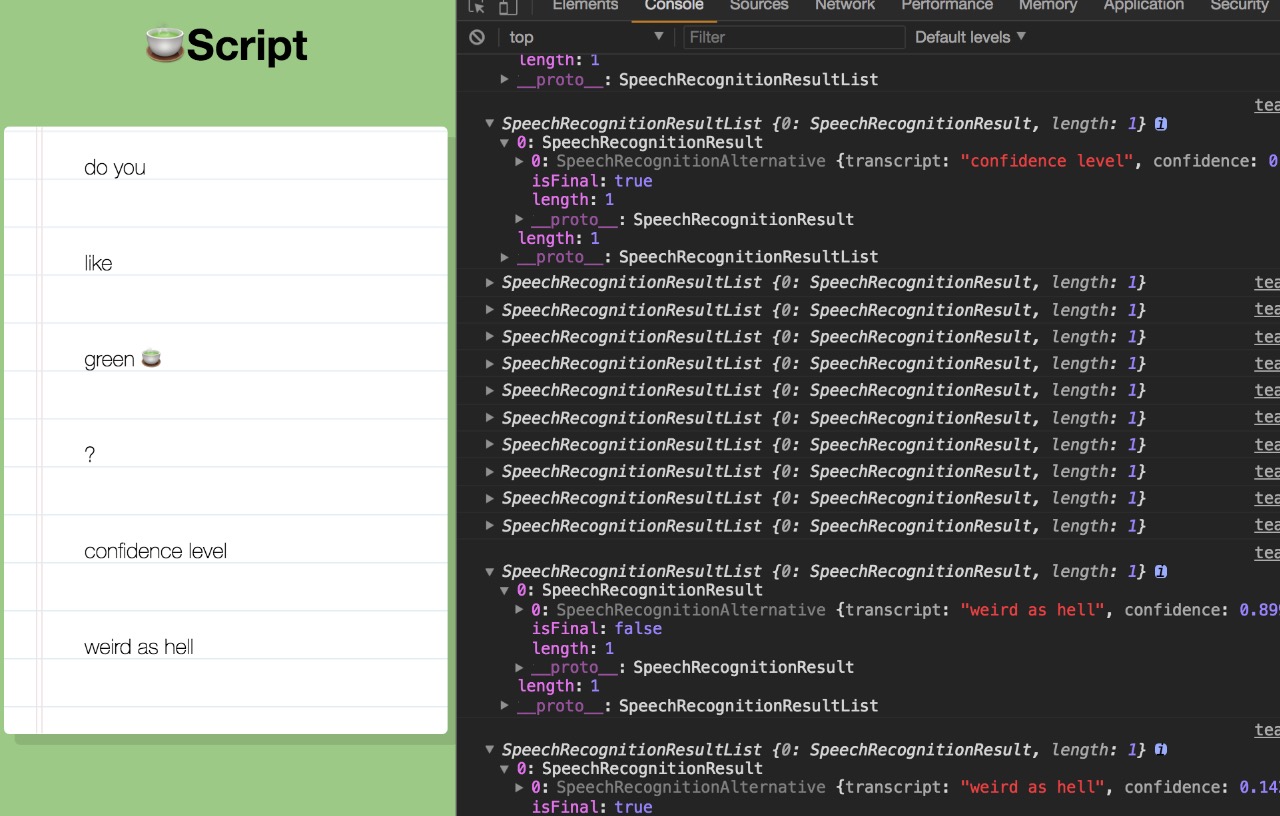 🍵Script
do you
like
green 🍵
?
confidence level
weird as hell
Elements Console Sources Network Performance Memory Application Security
top Filter Default levels
length: 1
__proto__: SpeechRecognitionResultList
tea
SpeechRecognitionResultList {0: SpeechRecognitionResult, length: 1} i
0: SpeechRecognitionResult
0: SpeechRecognitionAlternative {transcript: "confidence level", confidence: 0
isFinal: true
length: 1
__proto__: SpeechRecognitionResult
length: 1
__proto__: SpeechRecognitionResultList
SpeechRecognitionResultList {0: SpeechRecognitionResult, length: 1} tea
SpeechRecognitionResultList {0: SpeechRecognitionResult, length: 1} tea
SpeechRecognitionResultList {0: SpeechRecognitionResult, length: 1} tea
SpeechRecognitionResultList {0: SpeechRecognitionResult, length: 1} tea
SpeechRecognitionResultList {0: SpeechRecognitionResult, length: 1} tea
SpeechRecognitionResultList {0: SpeechRecognitionResult, length: 1} tea
SpeechRecognitionResultList {0: SpeechRecognitionResult, length: 1} tea
SpeechRecognitionResultList {0: SpeechRecognitionResult, length: 1} tea
SpeechRecognitionResultList {0: SpeechRecognitionResult, length: 1} tea
SpeechRecognitionResultList {0: SpeechRecognitionResult, length: 1} tea
tea
SpeechRecognitionResultList {0: SpeechRecognitionResult, length: 1} i
0: SpeechRecognitionResult
0: SpeechRecognitionAlternative {transcript: "weird as hell", confidence: 0.899
isFinal: false
length: 1
__proto__: SpeechRecognitionResult
length: 1
__proto__: SpeechRecognitionResultList
tea
SpeechRecognitionResultList {0: SpeechRecognitionResult, length: 1} i
0: SpeechRecognitionResult
0: SpeechRecognitionAlternative {transcript: "weird as hell", confidence: 0.14
isFinal: true